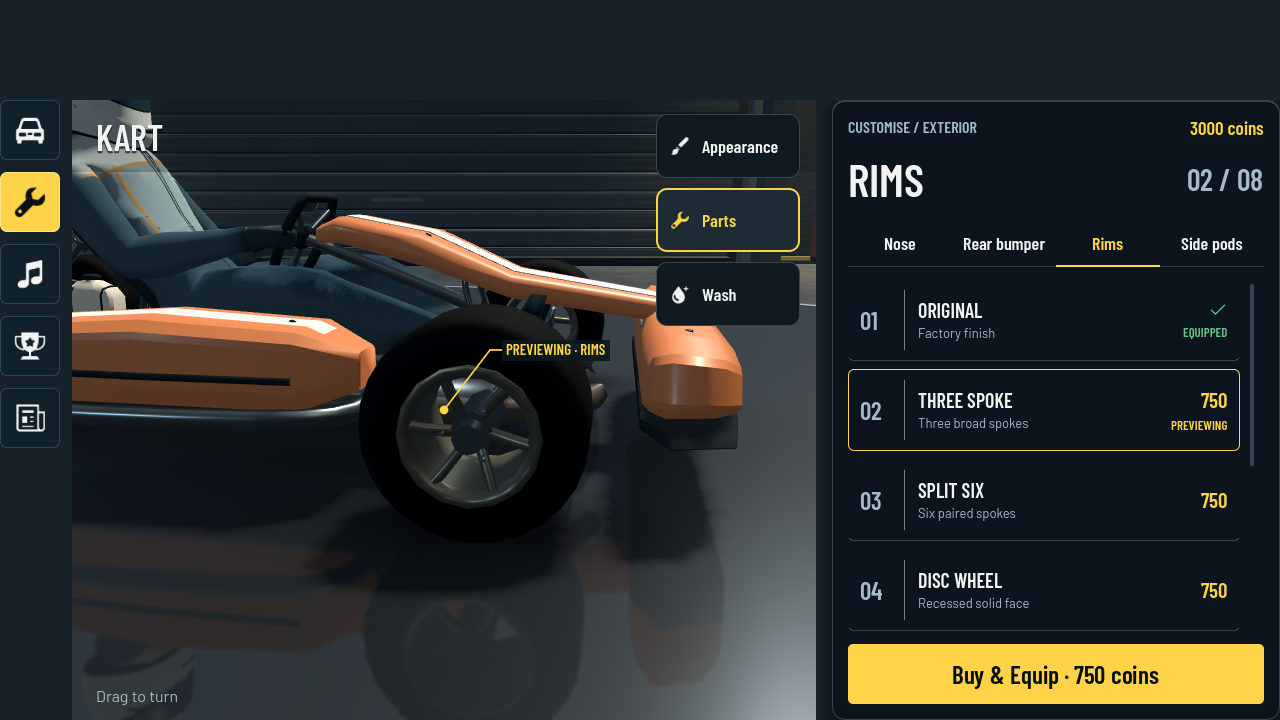 KART
Appearance
Parts
Wash
PREVIEWING · RIMS
Drag to turn
CUSTOMISE / EXTERIOR
3000 coins
RIMS
02 / 08
Nose
Rear bumper
Rims
Side pods
01
ORIGINAL
Factory finish
EQUIPPED
02
THREE SPOKE
Three broad spokes
750
PREVIEWING
03
SPLIT SIX
Six paired spokes
750
04
DISC WHEEL
Recessed solid face
750
Buy & Equip · 750 coins